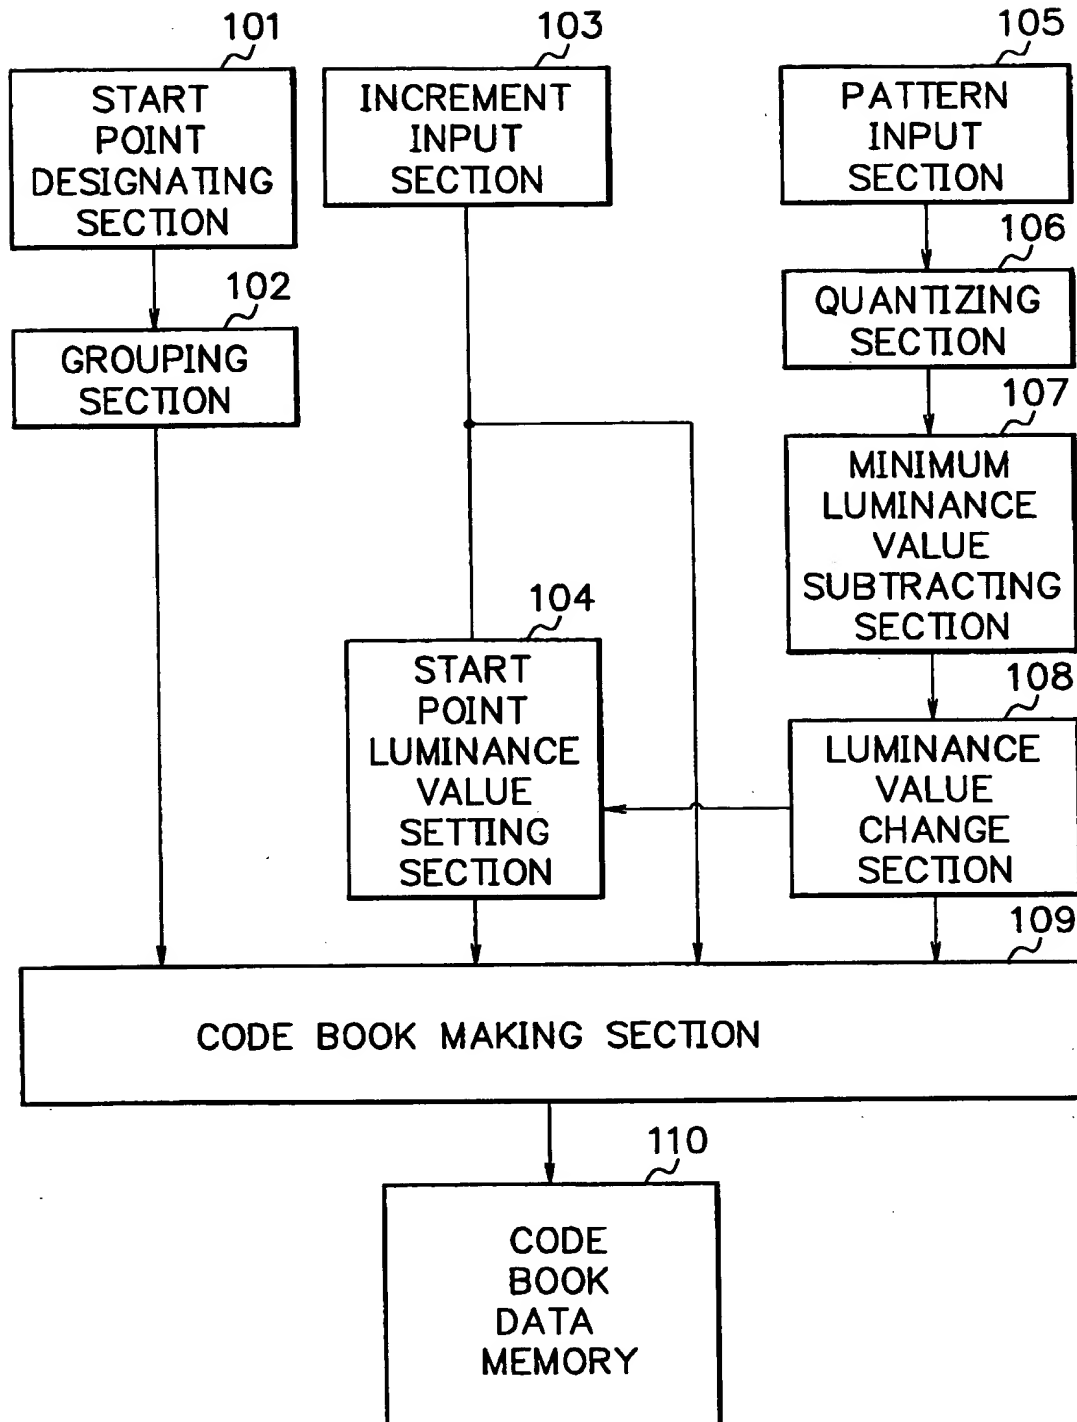 101
START
POINT
DESIGNATING
SECTION
102
GROUPING
SECTION
103
INCREMENT
INPUT
SECTION
104
START
POINT
LUMINANCE
VALUE
SETTING
SECTION
105
PATTERN
INPUT
SECTION
106
QUANTIZING
SECTION
107
MINIMUM
LUMINANCE
VALUE
SUBTRACTING
SECTION
108
LUMINANCE
VALUE
CHANGE
SECTION
109
CODE BOOK MAKING SECTION
110
CODE
BOOK
DATA
MEMORY